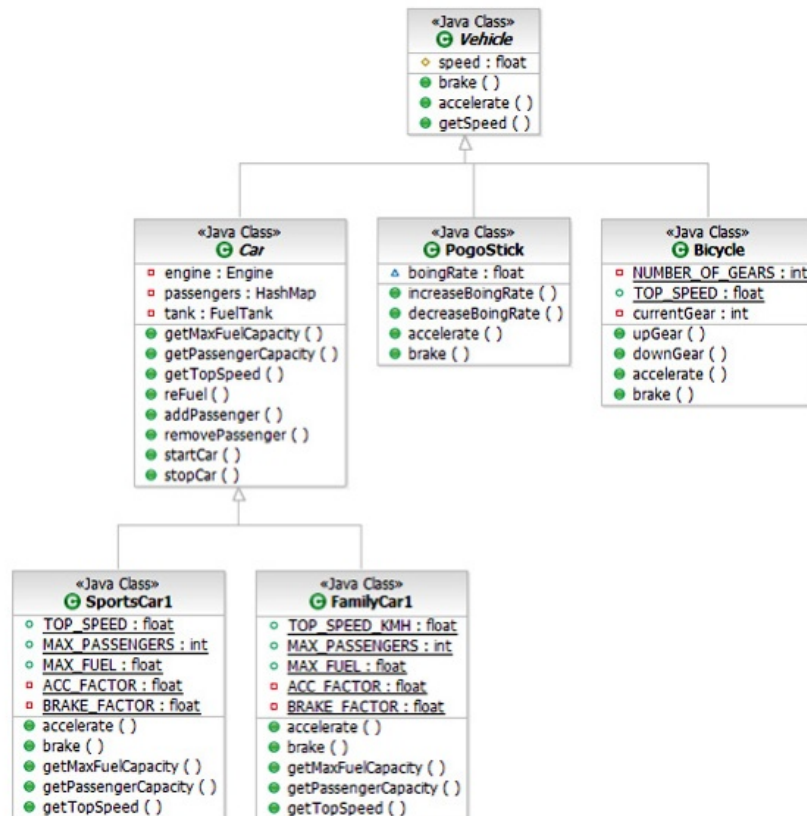 «Java Class»
Vehicle
speed : float
brake ( )
accelerate ( )
getSpeed ( )
«Java Class»
Car
engine : Engine
passengers : HashMap
tank : FuelTank
getMaxFuelCapacity ( )
getPassengerCapacity ( )
getTopSpeed ( )
reFuel ( )
addPassenger ( )
removePassenger ( )
startCar ( )
stopCar ( )
«Java Class»
PogoStick
boingRate : float
increaseBoingRate ( )
decreaseBoingRate ( )
accelerate ( )
brake ( )
«Java Class»
Bicycle
NUMBER_OF_GEARS : int
TOP_SPEED : float
currentGear : int
upGear ( )
downGear ( )
accelerate ( )
brake ( )
«Java Class»
SportsCar1
TOP_SPEED : float
MAX_PASSENGERS : int
MAX_FUEL : float
ACC_FACTOR : float
BRAKE_FACTOR : float
accelerate ( )
brake ( )
getMaxFuelCapacity ( )
getPassengerCapacity ( )
getTopSpeed ( )
«Java Class»
FamilyCar1
TOP_SPEED_KMH : float
MAX_PASSENGERS : int
MAX_FUEL : float
ACC_FACTOR : float
BRAKE_FACTOR : float
accelerate ( )
brake ( )
getMaxFuelCapacity ( )
getPassengerCapacity ( )
getTopSpeed ( )